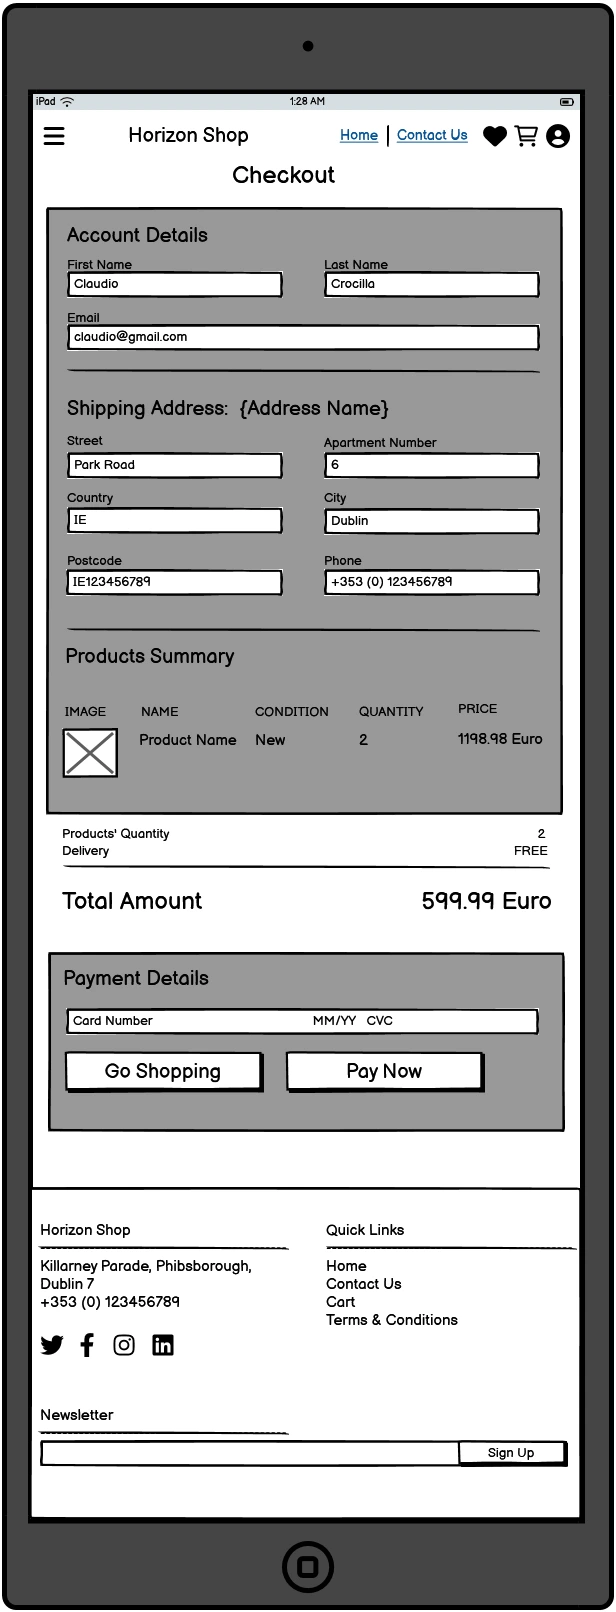 iPad 1:28 AM
Horizon Shop Home | Contact Us
Checkout
Account Details
First Name Last Name
Claudio Crocilla
Email
claudio@gmail.com
Shipping Address: {Address Name}
Street Apartment Number
Park Road 6
Country City
IE Dublin
Postcode Phone
IE123456789 +353 (0) 123456789
Products Summary
IMAGE NAME CONDITION QUANTITY PRICE
Product Name New 2 1198.98 Euro
Products' Quantity 2
Delivery FREE
Total Amount 599.99 Euro
Payment Details
Card Number MM/YY CVC
Go Shopping Pay Now
Horizon Shop Quick Links
Killarney Parade, Phibsborough, Home
Dublin 7 Contact Us
+353 (0) 123456789 Cart
Terms & Conditions
Newsletter
Sign Up